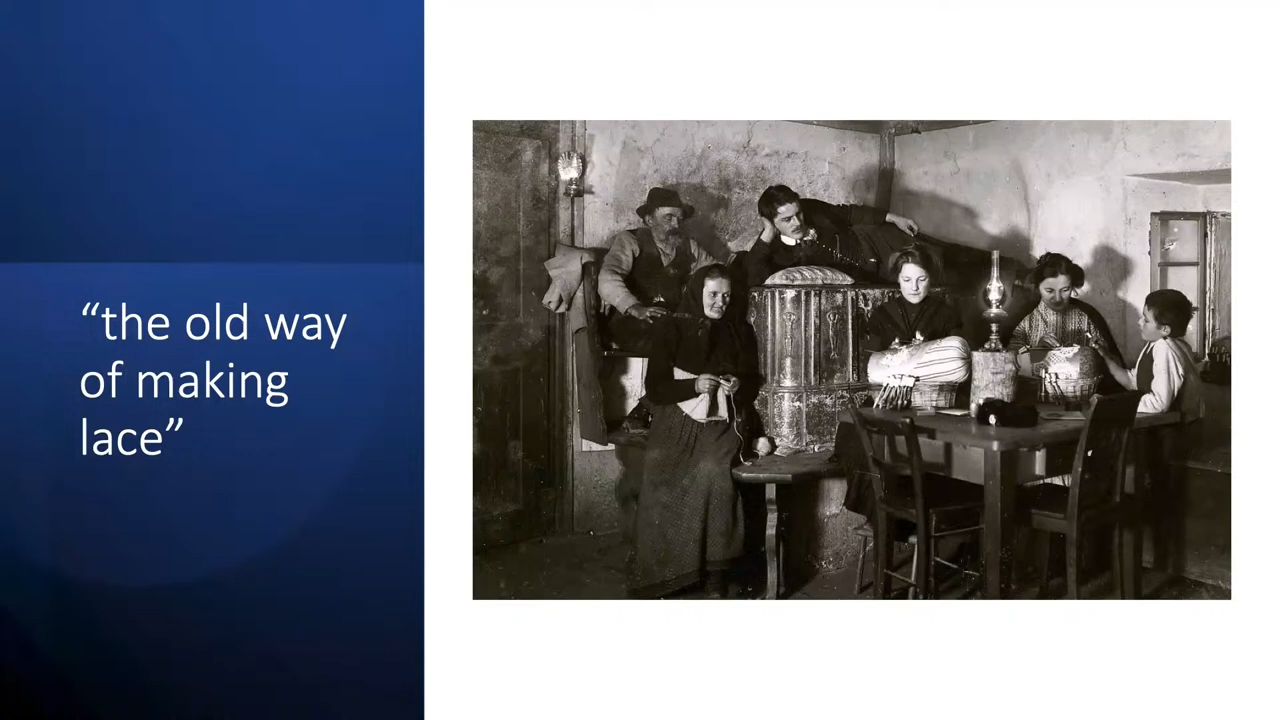 “the old way
of making
lace”